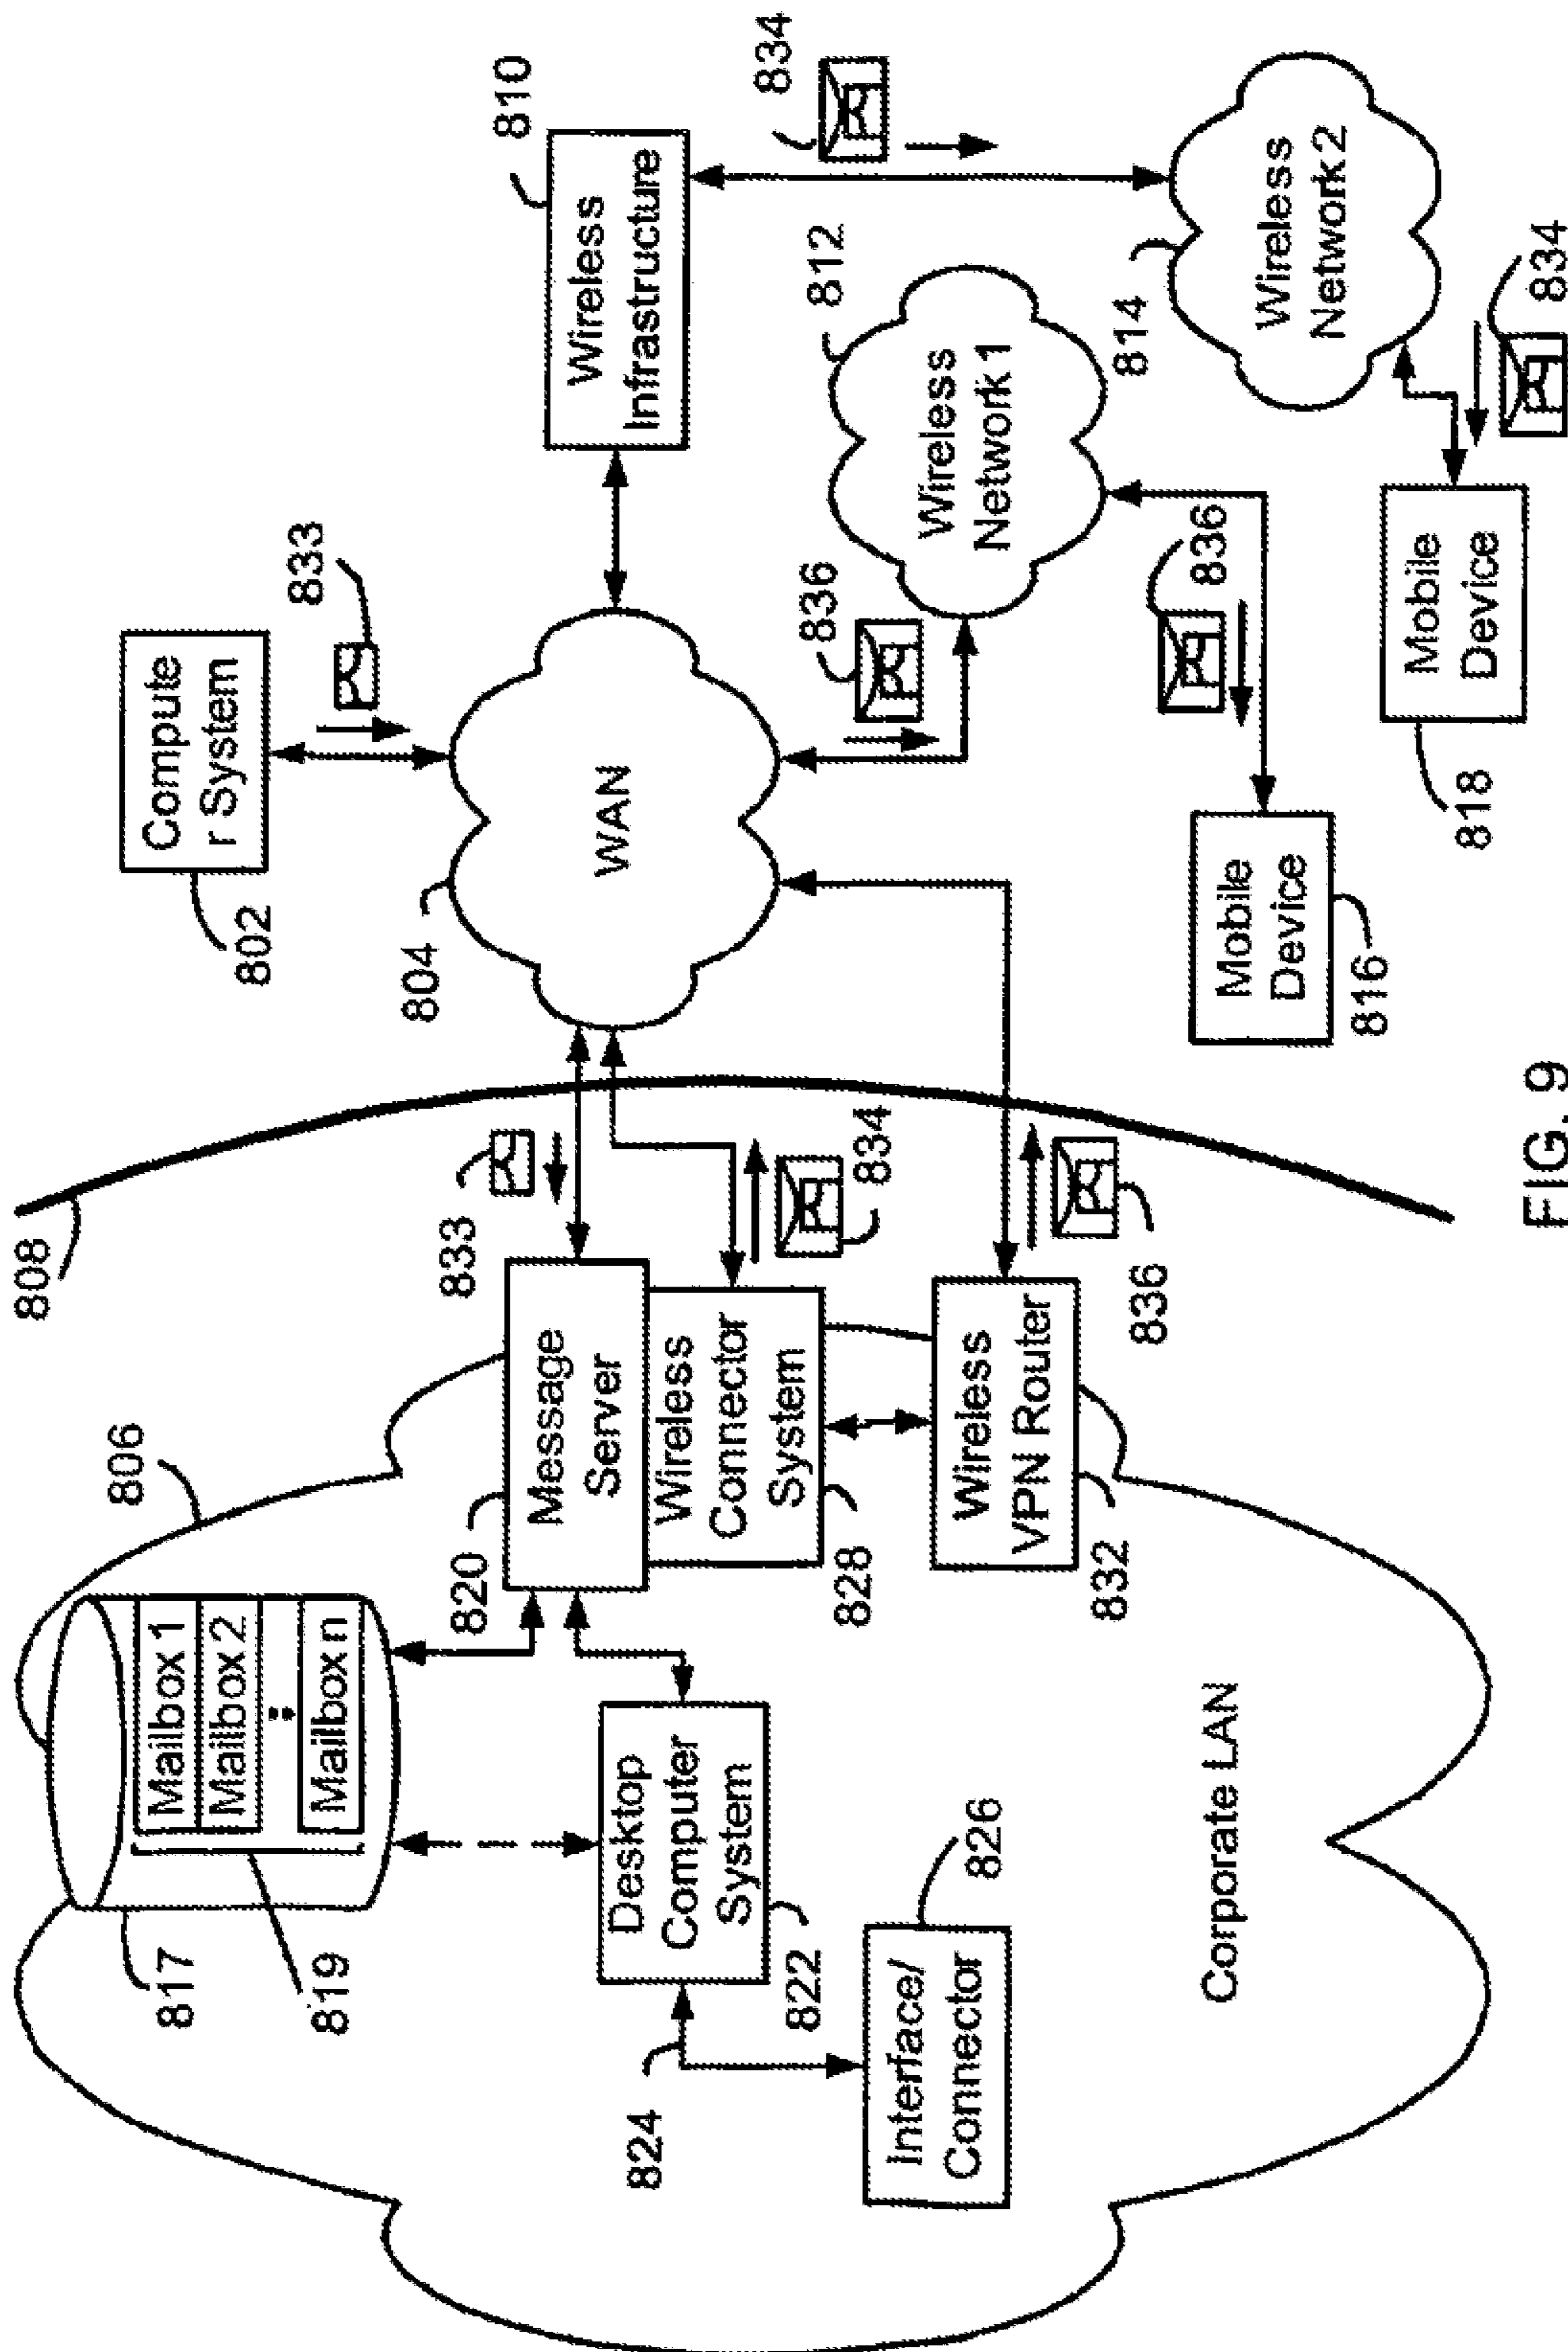 808
806
817
819
Mailbox 1
Mailbox 2
Mailbox n
820
Message
Server
833
Wireless
Connector
System
828
834
Desktop
Computer
System
822
824
Interface/
Connector
826
Wireless
VPN Router
832
836
Corporate LAN
802
Compute
r System
833
804
WAN
810
Wireless
Infrastructure
834
836
812
Wireless
Network 1
814
Wireless
Network 2
836
834
Mobile
Device
816
Mobile
Device
818
FIG. 9